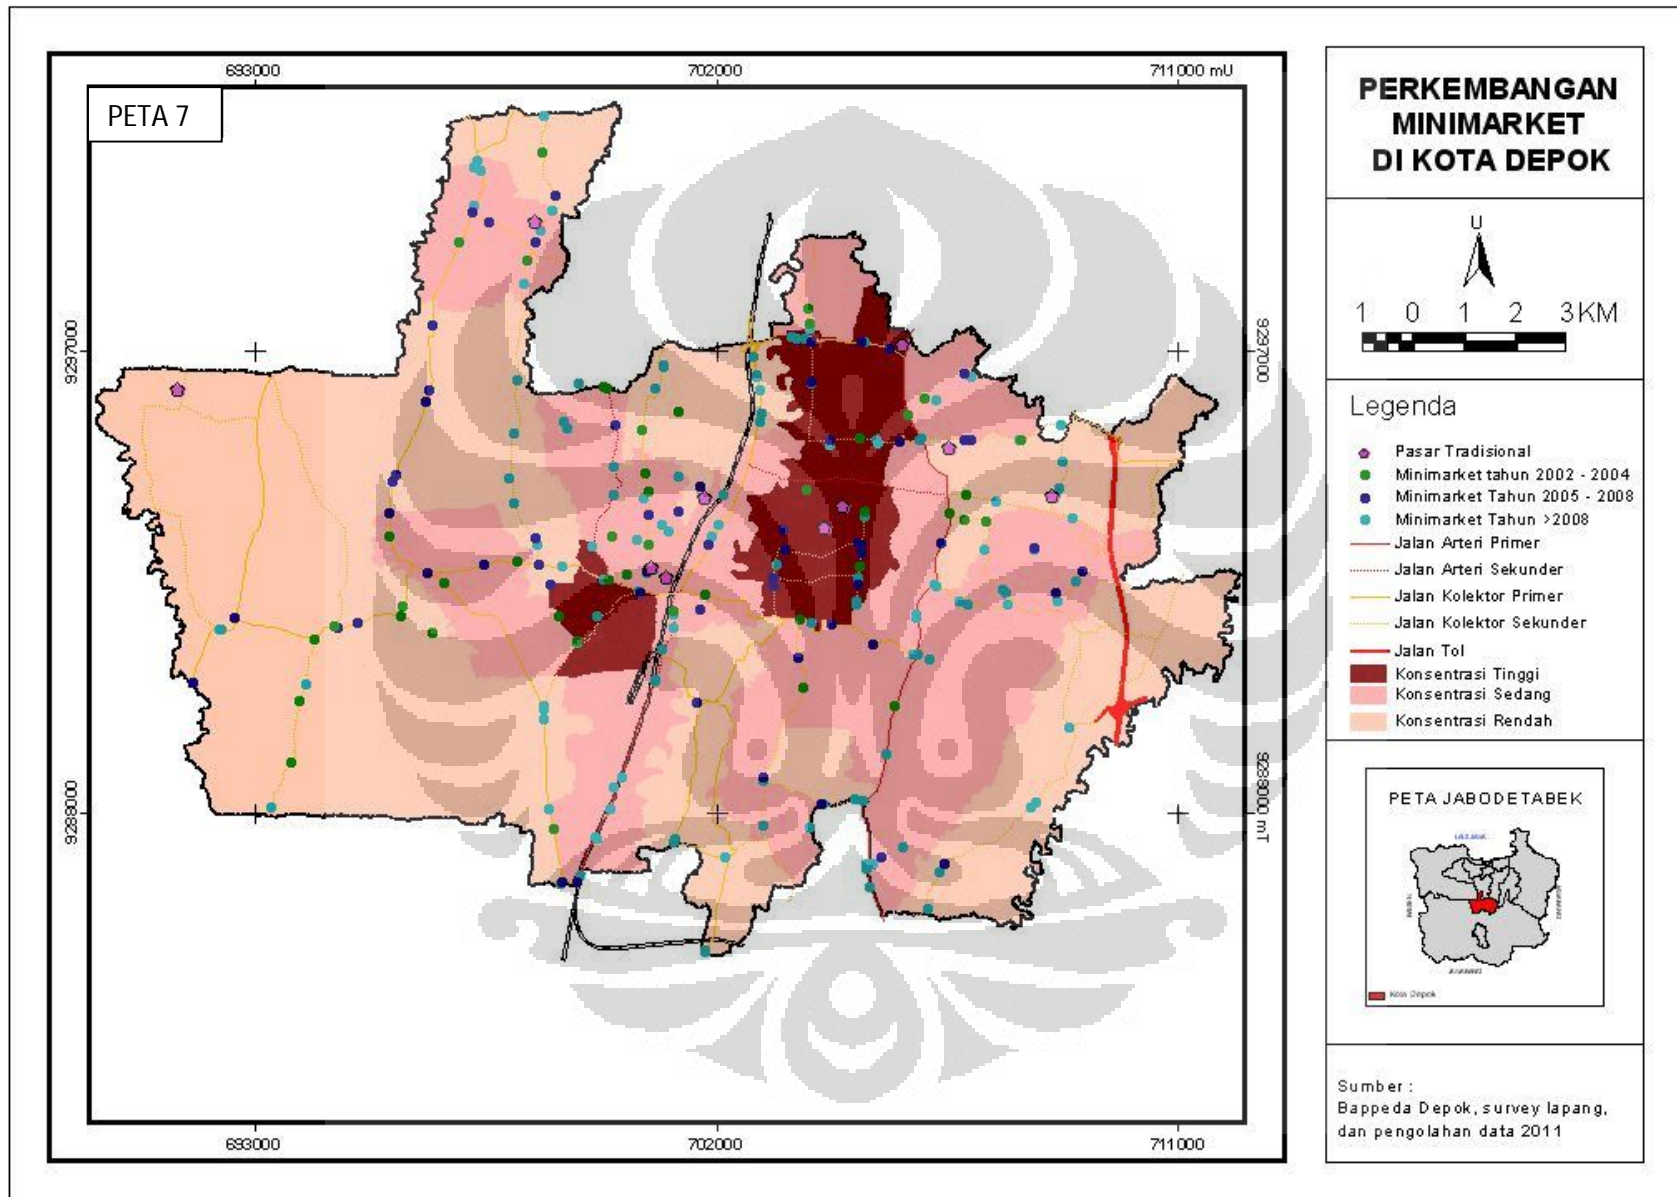 693000
702000
711000 mU
PETA 7
9297000
9288000
9297000
9288000 mT
693000
702000
711000
PERKEMBANGAN
MINIMARKET
DI KOTA DEPOK
U
1 0 1 2 3 KM
Legenda
Pasar Tradisional
Minimarket tahun 2002 - 2004
Minimarket Tahun 2005 - 2008
Minimarket Tahun >2008
Jalan Arteri Primer
Jalan Arteri Sekunder
Jalan Kolektor Primer
Jalan Kolektor Sekunder
Jalan Tol
Konsentrasi Tinggi
Konsentrasi Sedang
Konsentrasi Rendah
PETA JABODETABEK
Kota Depok
Sumber :
Bappeda Depok, survey lapang,
dan pengolahan data 2011